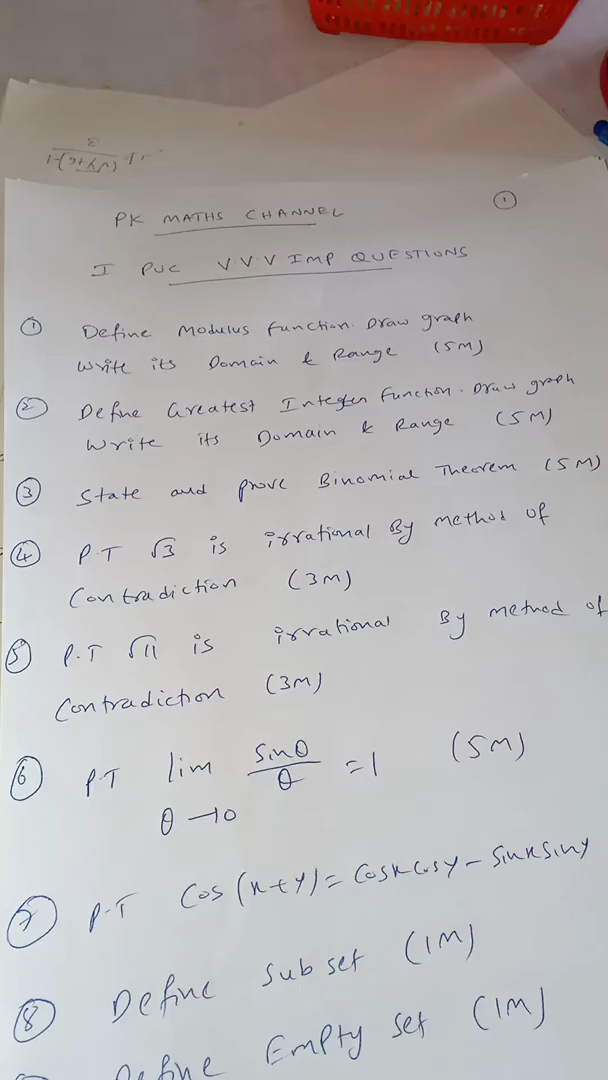 ①
PK MATHS CHANNEL
I PUC V.V.V IMP QUESTIONS
① Define Modulus function. Draw graph
write its Domain & Range (5M)
② Define Greatest Integer Function. Draw graph
Write its Domain & Range (5M)
③ State and prove Binomial Theorem (5M)
④ P.T √3 is irrational By method of
Contradiction (3M)
⑤ P.T √11 is irrational By method of
Contradiction (3M)
⑥ P.T lim sinθ/θ = 1 (5M)
θ→0
⑦ P.T Cos(x+y) = Cosx Cosy - Sinx Siny
⑧ Define Subset (1M)
Define Empty set (1M)